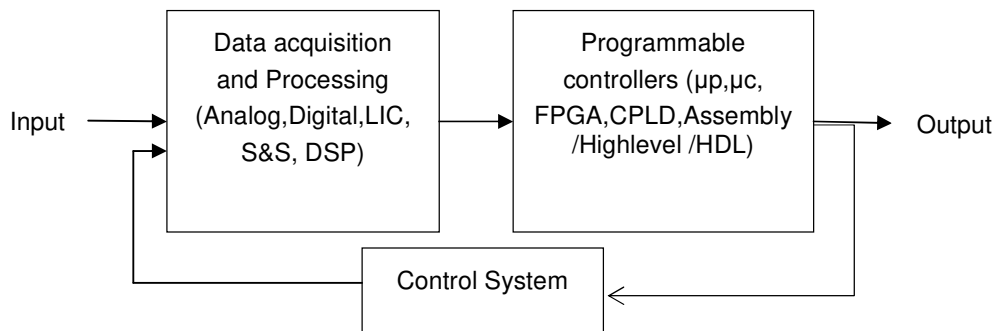 Data acquisition
and Processing
(Analog,Digital,LIC,
S&S, DSP)
Programmable
controllers (µp,µc,
FPGA,CPLD,Assembly
/Highlevel /HDL)
Input
Output
Control System